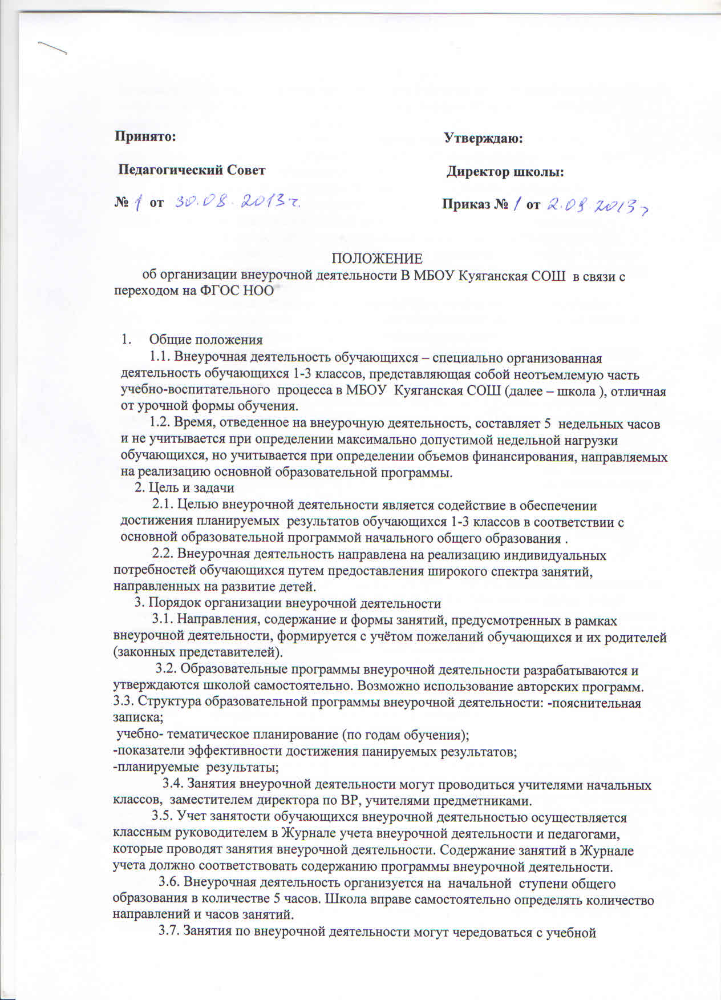 Принято: Утверждаю:
Педагогический Совет Директор школы:
№ 1 от 30.08.2013г. Приказ № 1 от 2.09 2013г
ПОЛОЖЕНИЕ
об организации внеурочной деятельности В МБОУ Куяганская СОШ в связи с
переходом на ФГОС НОО
1. Общие положения
1.1. Внеурочная деятельность обучающихся – специально организованная
деятельность обучающихся 1-3 классов, представляющая собой неотъемлемую часть
учебно-воспитательного процесса в МБОУ Куяганская СОШ (далее – школа ), отличная
от урочной формы обучения.
1.2. Время, отведенное на внеурочную деятельность, составляет 5 недельных часов
и не учитывается при определении максимально допустимой недельной нагрузки
обучающихся, но учитывается при определении объемов финансирования, направляемых
на реализацию основной образовательной программы.
2. Цель и задачи
2.1. Целью внеурочной деятельности является содействие в обеспечении
достижения планируемых результатов обучающихся 1-3 классов в соответствии с
основной образовательной программой начального общего образования .
2.2. Внеурочная деятельность направлена на реализацию индивидуальных
потребностей обучающихся путем предоставления широкого спектра занятий,
направленных на развитие детей.
3. Порядок организации внеурочной деятельности
3.1. Направления, содержание и формы занятий, предусмотренных в рамках
внеурочной деятельности, формируется с учётом пожеланий обучающихся и их родителей
(законных представителей).
3.2. Образовательные программы внеурочной деятельности разрабатываются и
утверждаются школой самостоятельно. Возможно использование авторских программ.
3.3. Структура образовательной программы внеурочной деятельности: -пояснительная
записка;
учебно- тематическое планирование (по годам обучения);
-показатели эффективности достижения панируемых результатов;
-планируемые результаты;
3.4. Занятия внеурочной деятельности могут проводиться учителями начальных
классов, заместителем директора по ВР, учителями предметниками.
3.5. Учет занятости обучающихся внеурочной деятельностью осуществляется
классным руководителем в Журнале учета внеурочной деятельности и педагогами,
которые проводят занятия внеурочной деятельности. Содержание занятий в Журнале
учета должно соответствовать содержанию программы внеурочной деятельности.
3.6. Внеурочная деятельность организуется на начальной ступени общего
образования в количестве 5 часов. Школа вправе самостоятельно определять количество
направлений и часов занятий.
3.7. Занятия по внеурочной деятельности могут чередоваться с учебной